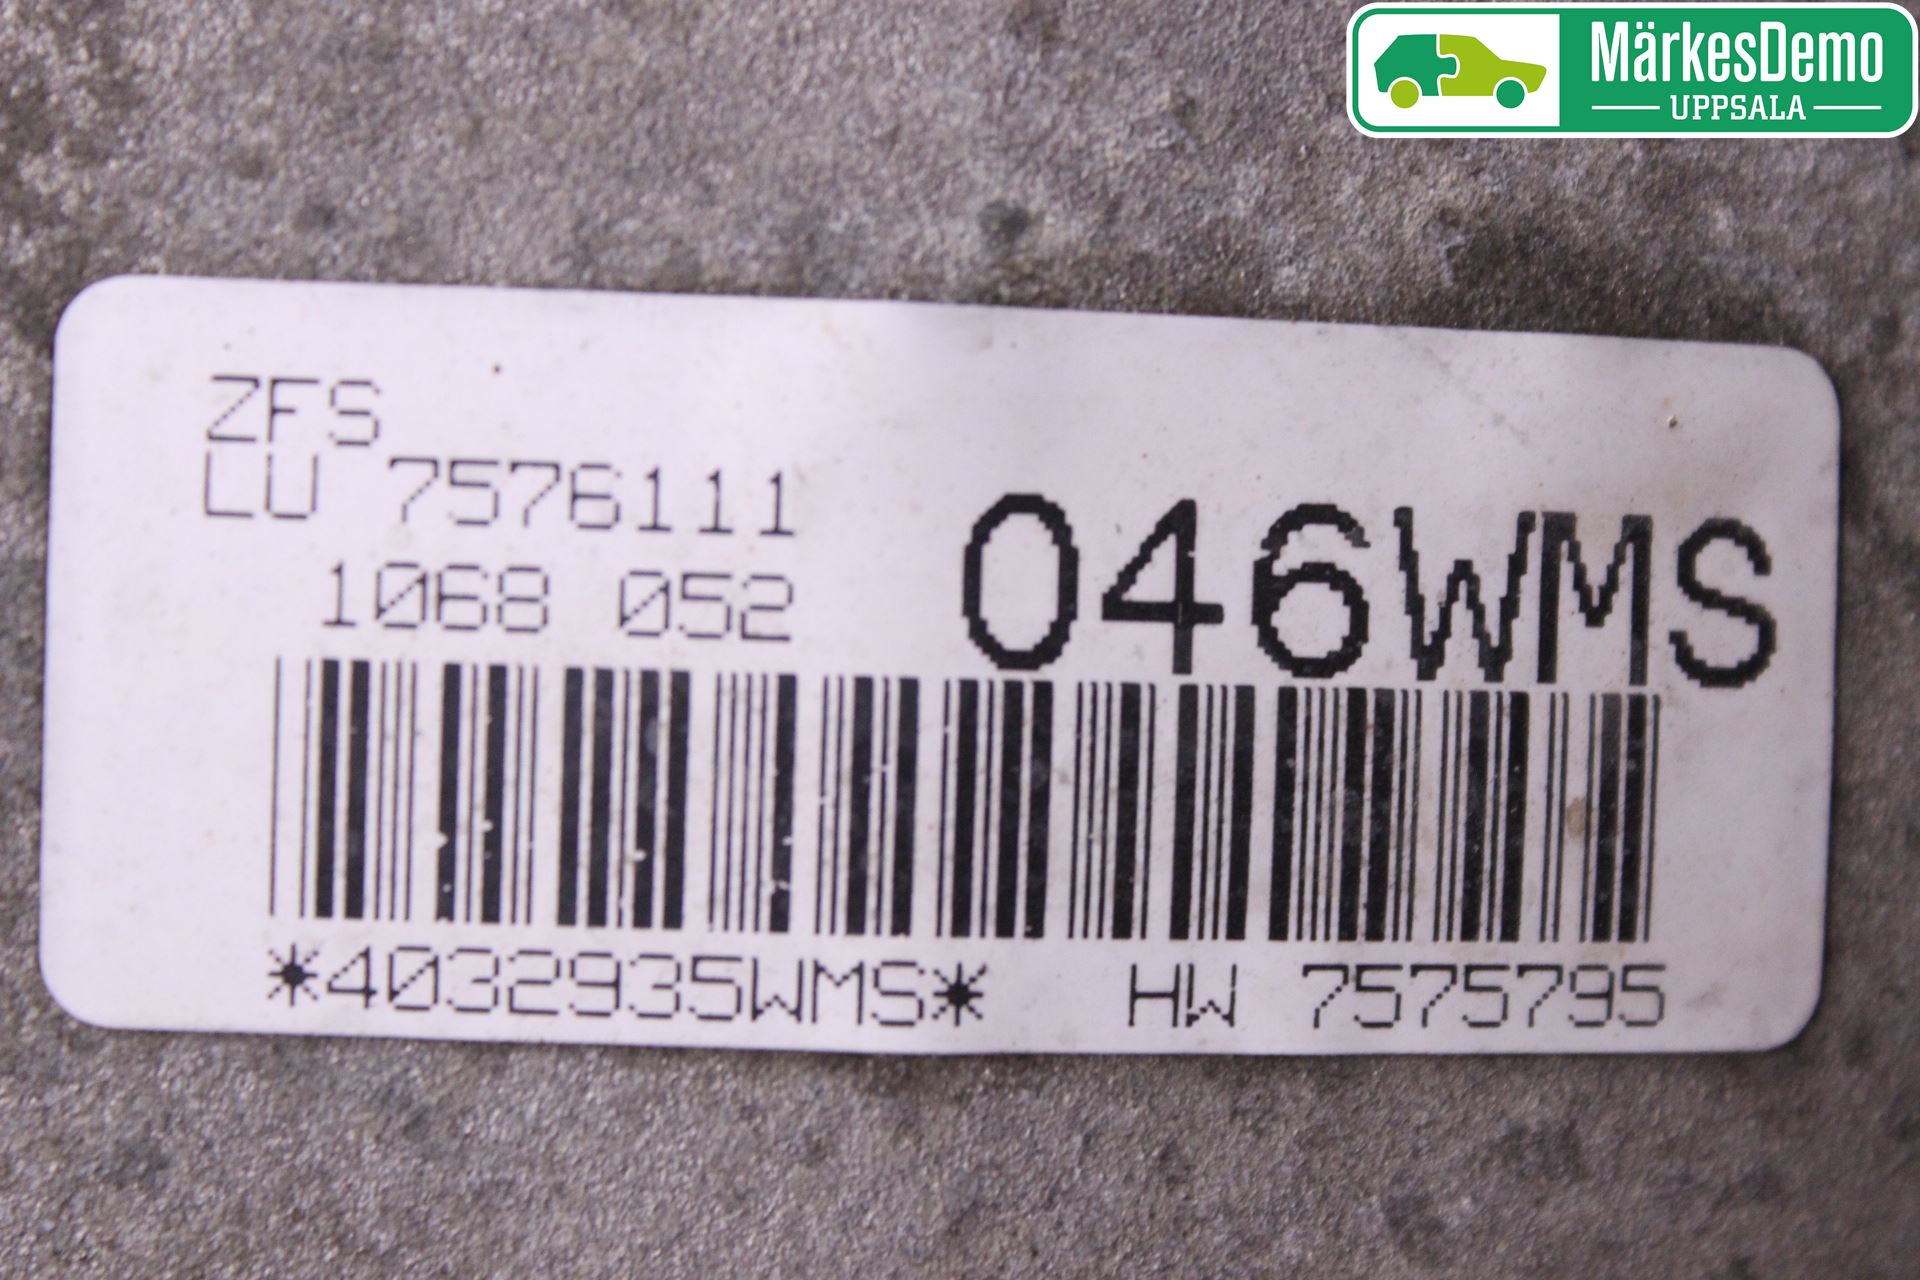 MärkesDemo
UPPSALA
ZFS
LU 7576111
1068 052
046WMS
*4032935WMS* HW 7575795